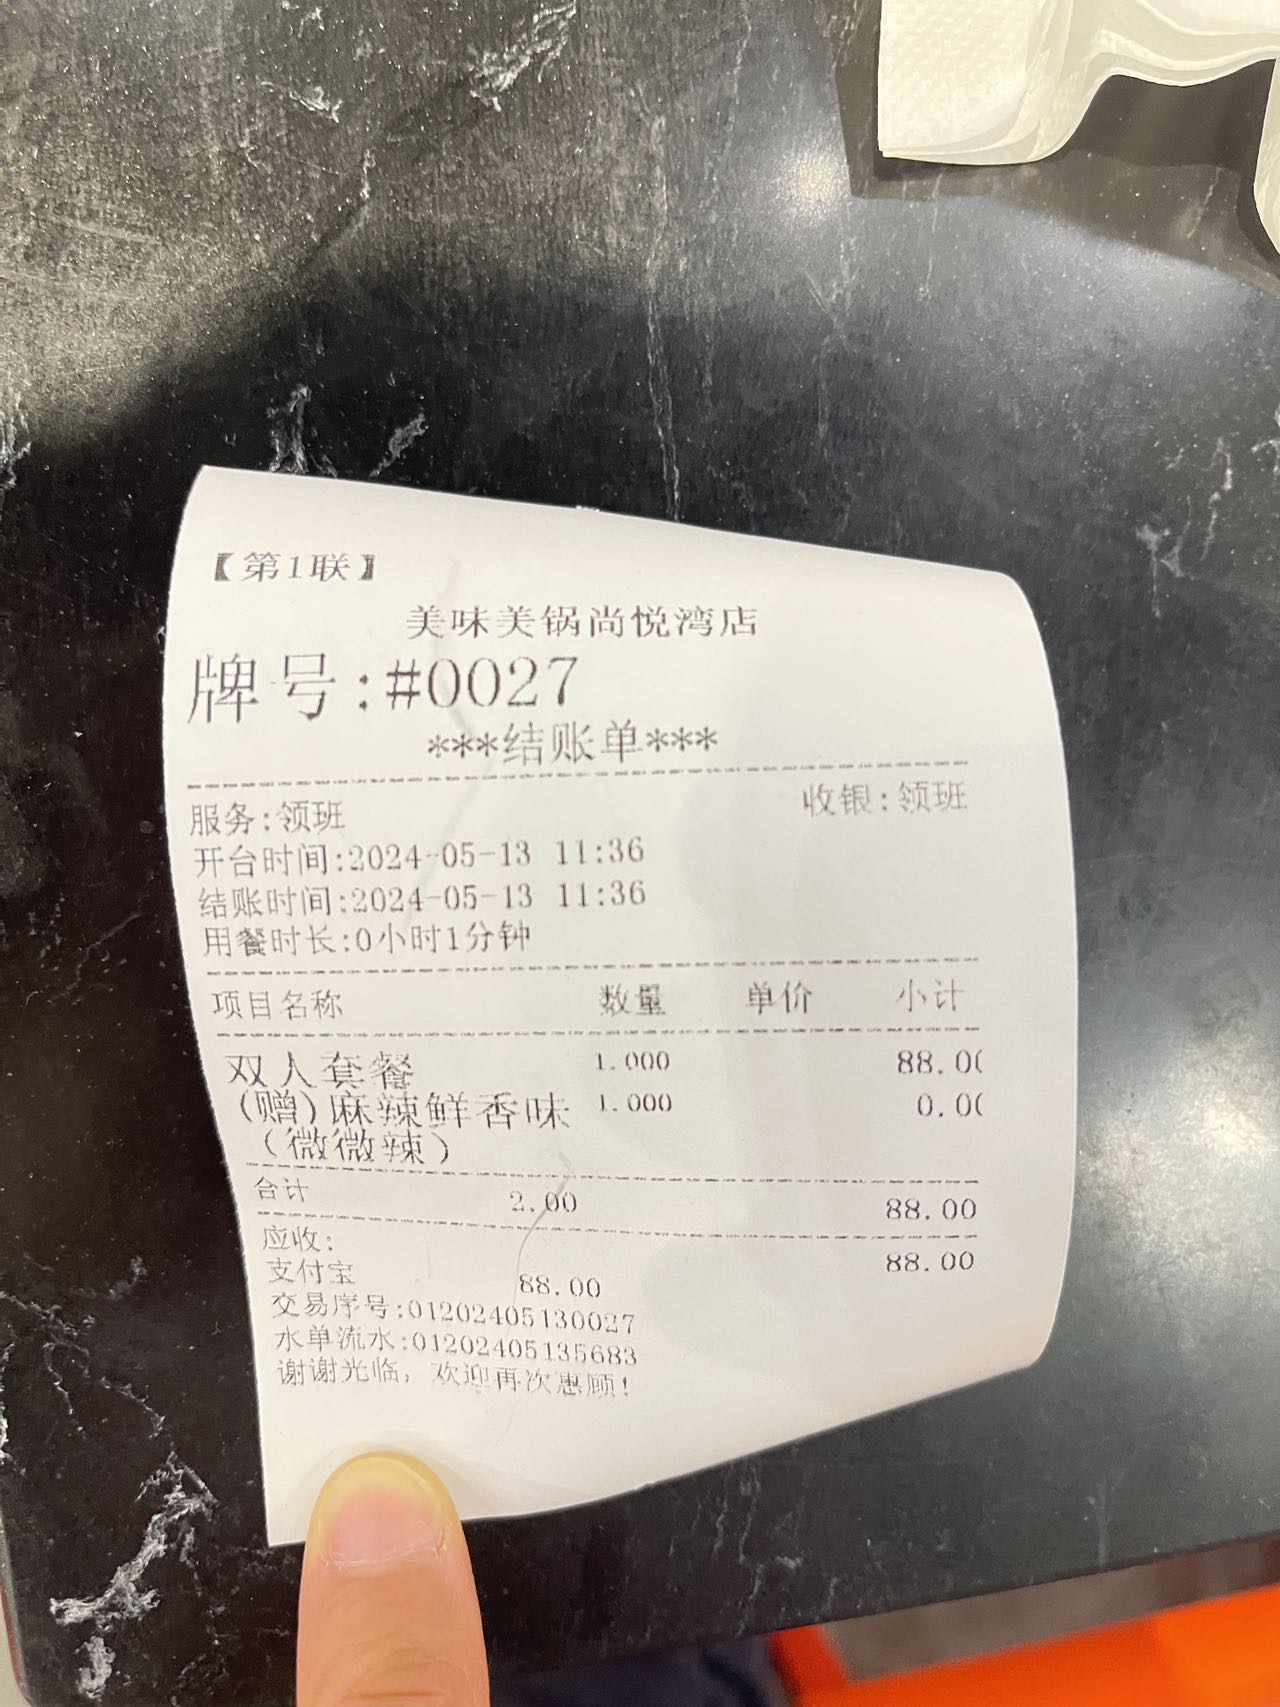 【第1联】
美味美锅尚悦湾店
牌号:#0027
***结账单***
服务:领班 收银:领班
开台时间:2024-05-13 11:36
结账时间:2024-05-13 11:36
用餐时长:0小时1分钟
项目名称 数量 单价 小计
双人套餐 1.000 88.0
(赠)麻辣鲜香味 1.000 0.0
(微微辣)
合计 2.00 88.00
应收: 88.00
支付宝 88.00
交易序号:01202405130027
水单流水:01202405135683
谢谢光临, 欢迎再次惠顾!